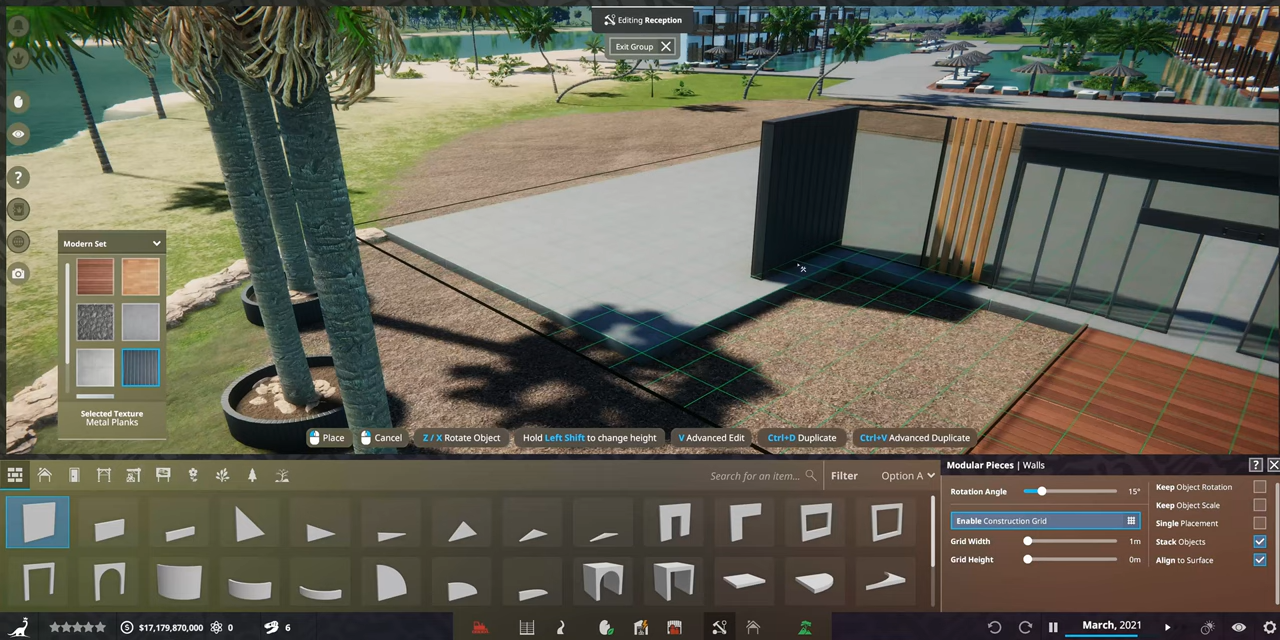 Editing Reception
Exit Group
Modern Set
Selected Texture
Metal Planks
Place
Cancel
Z / X Rotate Object
Hold Left Shift to change height
V Advanced Edit
Ctrl+D Duplicate
Ctrl+V Advanced Duplicate
Search for an item...
Filter
Option A
Modular Pieces | Walls
?
Rotation Angle
15°
Enable Construction Grid
Grid Width
1m
Grid Height
0m
Keep Object Rotation
Keep Object Scale
Single Placement
Stack Objects
Align to Surface
$17,179,870,000
0
6
March, 2021